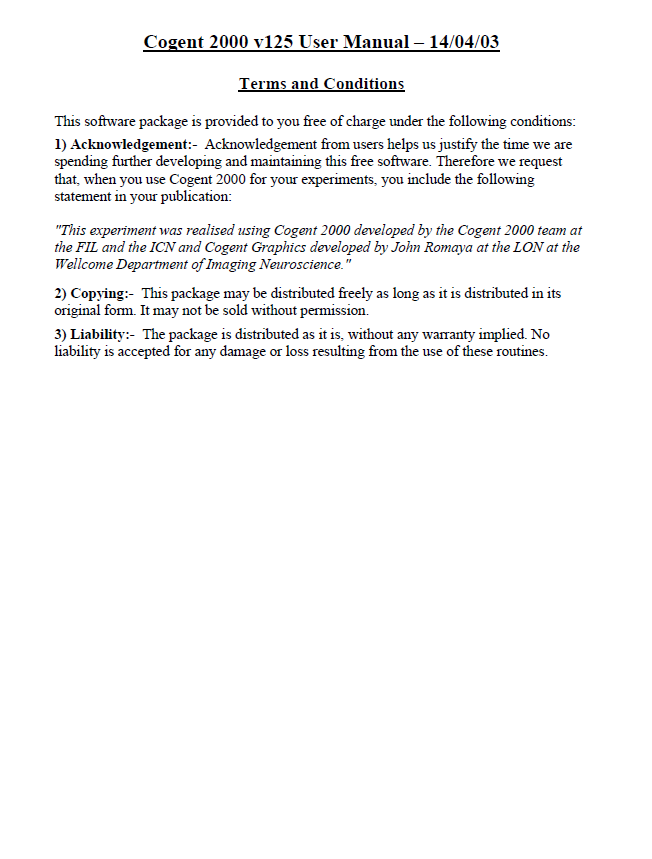 Cogent 2000 v125 User Manual – 14/04/03
Terms and Conditions
This software package is provided to you free of charge under the following conditions:
1) Acknowledgement:- Acknowledgement from users helps us justify the time we are
spending further developing and maintaining this free software. Therefore we request
that, when you use Cogent 2000 for your experiments, you include the following
statement in your publication:
"This experiment was realised using Cogent 2000 developed by the Cogent 2000 team at
the FIL and the ICN and Cogent Graphics developed by John Romaya at the LON at the
Wellcome Department of Imaging Neuroscience."
2) Copying:- This package may be distributed freely as long as it is distributed in its
original form. It may not be sold without permission.
3) Liability:- The package is distributed as it is, without any warranty implied. No
liability is accepted for any damage or loss resulting from the use of these routines.